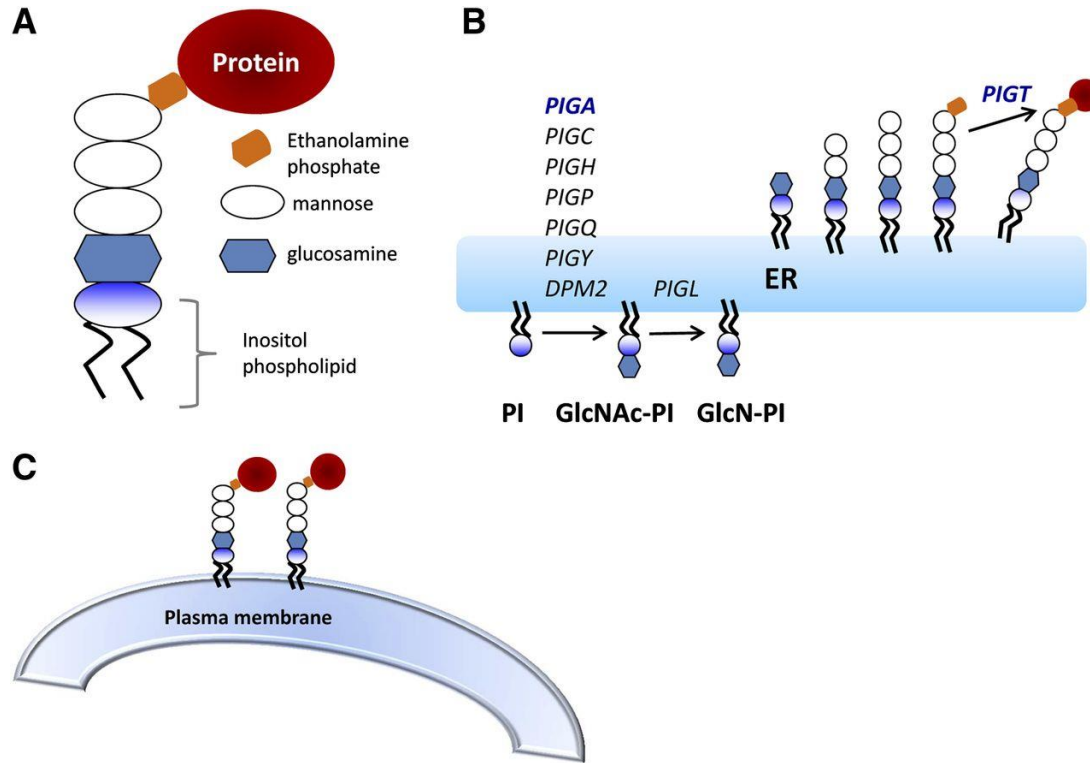 A
Protein
Ethanolamine
phosphate
mannose
glucosamine
Inositol
phospholipid
B
PIGA
PIGC
PIGH
PIGP
PIGQ
PIGY
DPM2
PIGL
PIGT
ER
PI
GlcNAc-PI
GlcN-PI
C
Plasma membrane